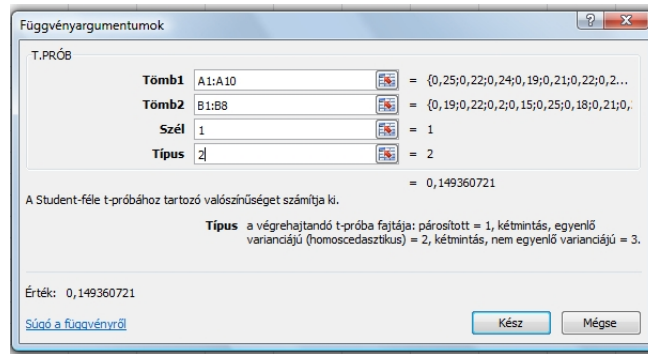 Függvényargumentumok
T.PRÓB
Tömb1 A1:A10 = {0,25;0,22;0,24;0,19;0,21;0,22;0,2...
Tömb2 B1:B8 = {0,19;0,22;0,2;0,15;0,25;0,18;0,21;0,
Szél 1 = 1
Típus 2 = 2
= 0,149360721
A Student-féle t-próbához tartozó valószínűséget számítja ki.
Típus a végrehajtandó t-próba fajtája: párosított = 1, kétmintás, egyenlő
varianciájú (homoscedasztikus) = 2, kétmintás, nem egyenlő varianciájú = 3.
Érték: 0,149360721
Súgó a függvényről Kész Mégse